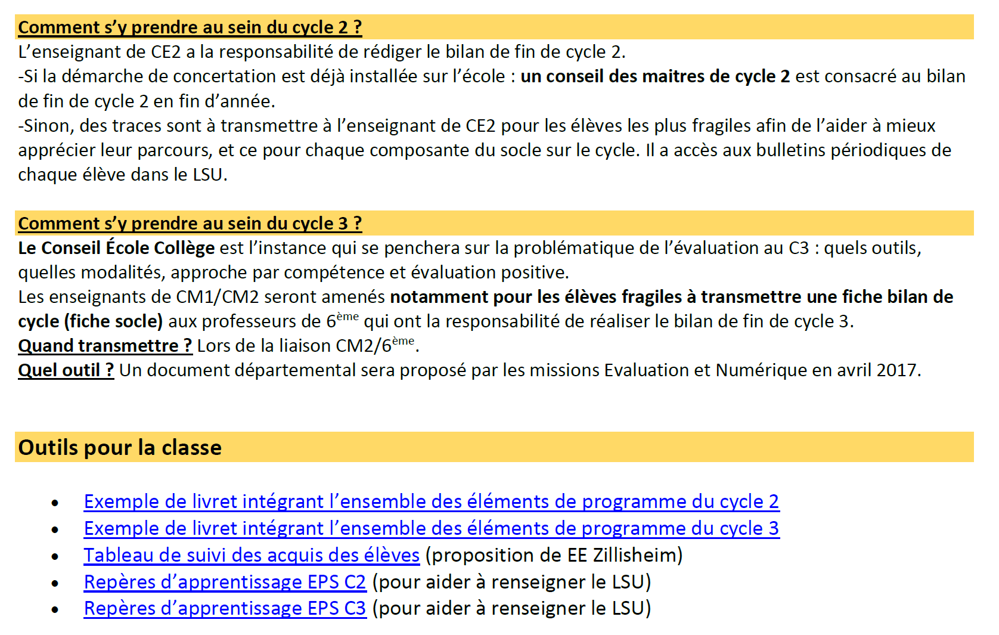 Comment s’y prendre au sein du cycle 2 ?
L’enseignant de CE2 a la responsabilité de rédiger le bilan de fin de cycle 2.
-Si la démarche de concertation est déjà installée sur l’école : un conseil des maitres de cycle 2 est consacré au bilan
de fin de cycle 2 en fin d’année.
-Sinon, des traces sont à transmettre à l’enseignant de CE2 pour les élèves les plus fragiles afin de l’aider à mieux
apprécier leur parcours, et ce pour chaque composante du socle sur le cycle. Il a accès aux bulletins périodiques de
chaque élève dans le LSU.
Comment s’y prendre au sein du cycle 3 ?
Le Conseil École Collège est l’instance qui se penchera sur la problématique de l’évaluation au C3 : quels outils,
quelles modalités, approche par compétence et évaluation positive.
Les enseignants de CM1/CM2 seront amenés notamment pour les élèves fragiles à transmettre une fiche bilan de
cycle (fiche socle) aux professeurs de 6ème qui ont la responsabilité de réaliser le bilan de fin de cycle 3.
Quand transmettre ? Lors de la liaison CM2/6ème.
Quel outil ? Un document départemental sera proposé par les missions Evaluation et Numérique en avril 2017.
Outils pour la classe
• Exemple de livret intégrant l’ensemble des éléments de programme du cycle 2
• Exemple de livret intégrant l’ensemble des éléments de programme du cycle 3
• Tableau de suivi des acquis des élèves (proposition de EE Zillisheim)
• Repères d’apprentissage EPS C2 (pour aider à renseigner le LSU)
• Repères d’apprentissage EPS C3 (pour aider à renseigner le LSU)